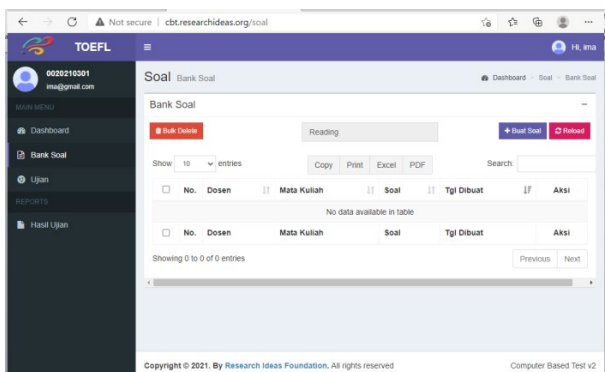 Not secure | cbt.researchideas.org/soal
TOEFL
Hi, ima
0020210301
ima@gmail.com
Soal Bank Soal
Dashboard > Soal > Bank Soal
MAIN MENU
Dashboard
Bank Soal
Ujian
REPORTS
Hasil Ujian
Bank Soal
Bulk Delete
Reading
+ Buat Soal
Reload
Show 10 entries
Copy Print Excel PDF
Search:
No. Dosen Mata Kuliah Soal Tgl Dibuat Aksi
No data available in table
No. Dosen Mata Kuliah Soal Tgl Dibuat Aksi
Showing 0 to 0 of 0 entries
Previous Next
Copyright © 2021. By Research Ideas Foundation. All rights reserved
Computer Based Test v2